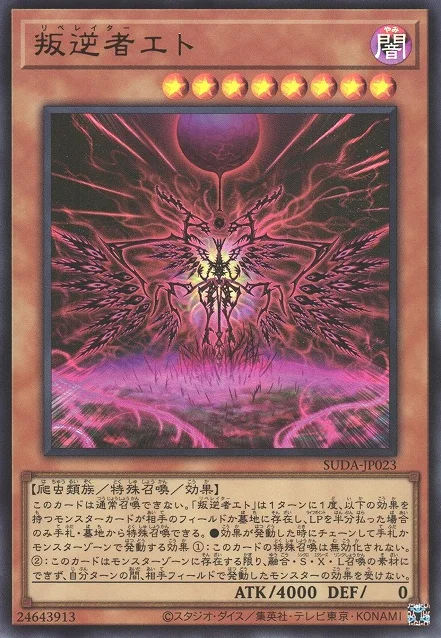 リベレイター
叛逆者エト
やみ
闇
SUDA-JP023
【爬虫類族/特殊召喚/効果】
このカードは通常召喚できない。「叛逆者エト」は1ターンに1度、以下の効果を
持つモンスターカードが相手のフィールドか墓地に存在し、LPを半分払った場合
のみ手札・墓地から特殊召喚できる。●効果が発動した時にチェーンして手札か
モンスターゾーンで発動する効果①:このカードの特殊召喚は無効化されない。
②:このカードはモンスターゾーンに存在する限り、融合・S・X・L召喚の素材に
できず、自分ターンの間、相手フィールドで発動したモンスターの効果を受けない。
ATK/4000 DEF/ 0
24643913
©スタジオ・ダイス/集英社・テレビ東京・KONAMI